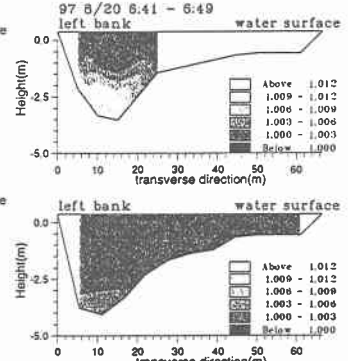 97 8/20 6:41 - 6:49
left bank water surface
Height(m)
0.0
-2.5
-5.0
Above 1.012
1.009 - 1.012
1.006 - 1.009
1.003 - 1.006
1.000 - 1.003
Below 1.000
0 10 20 30 40 50 60
transverse direction(m)
left bank water surface
Height(m)
0.0
-2.5
-5.0
Above 1.012
1.009 - 1.012
1.006 - 1.009
1.003 - 1.006
1.000 - 1.003
Below 1.000
0 10 20 30 40 50 60
transverse direction(m)